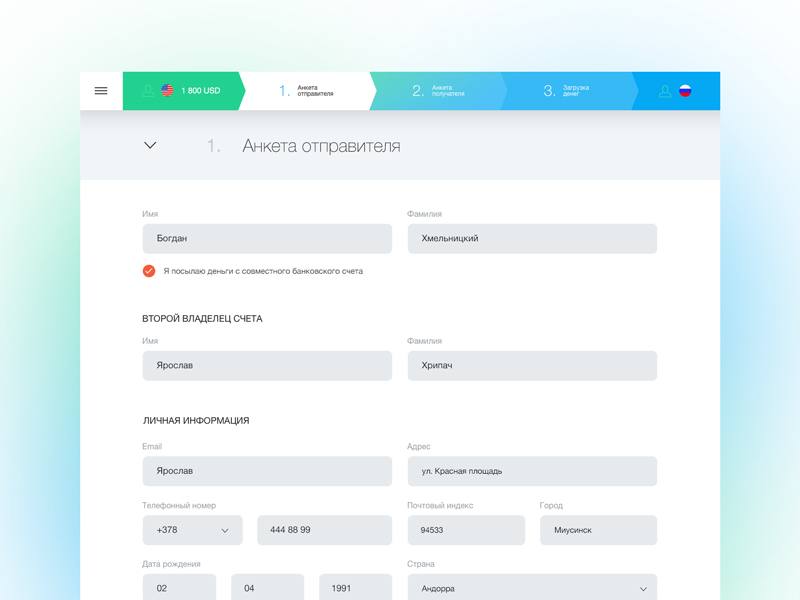 1 800 USD
1. Анкета
отправителя
2. Анкета
получателя
3. Загрузка
денег
1. Анкета отправителя
Имя
Фамилия
Богдан
Хмельницкий
Я посылаю деньги с совместного банковского счета
ВТОРОЙ ВЛАДЕЛЕЦ СЧЕТА
Имя
Фамилия
Ярослав
Хрипач
ЛИЧНАЯ ИНФОРМАЦИЯ
Email
Адрес
Ярослав
ул. Красная площадь
Телефонный номер
Почтовый индекс
Город
+378
444 88 99
94533
Миусинск
Дата рождения
Страна
02
04
1991
Андорра